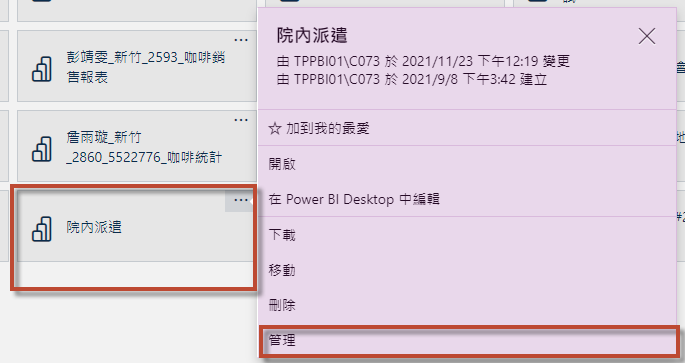 彭靖雯_新竹_2593_咖啡銷
售報表
詹雨璇_新竹
_2860_5522776_咖啡統計
院內派遣
院內派遣
由 TPPBI01\C073 於 2021/11/23 下午12:19 變更
由 TPPBI01\C073 於 2021/9/8 下午3:42 建立
☆ 加到我的最愛
開啟
在 Power BI Desktop 中編輯
下載
移動
刪除
管理